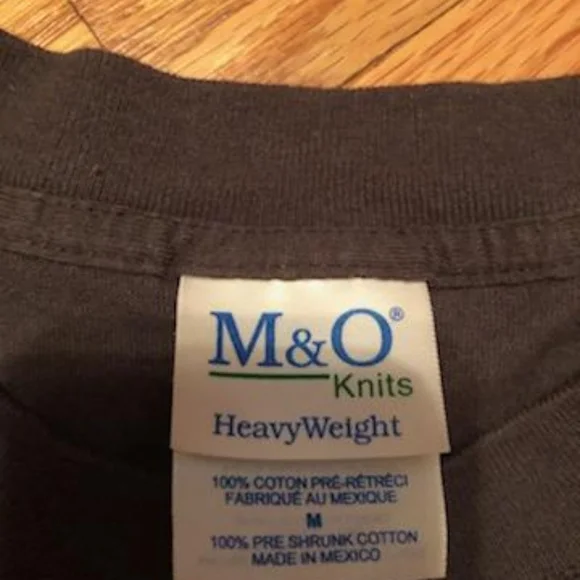 M&O®
Knits
HeavyWeight
100% COTON PRÉ-RÉTRÉCI
FABRIQUÉ AU MEXIQUE
M
100% PRE SHRUNK COTTON
MADE IN MEXICO